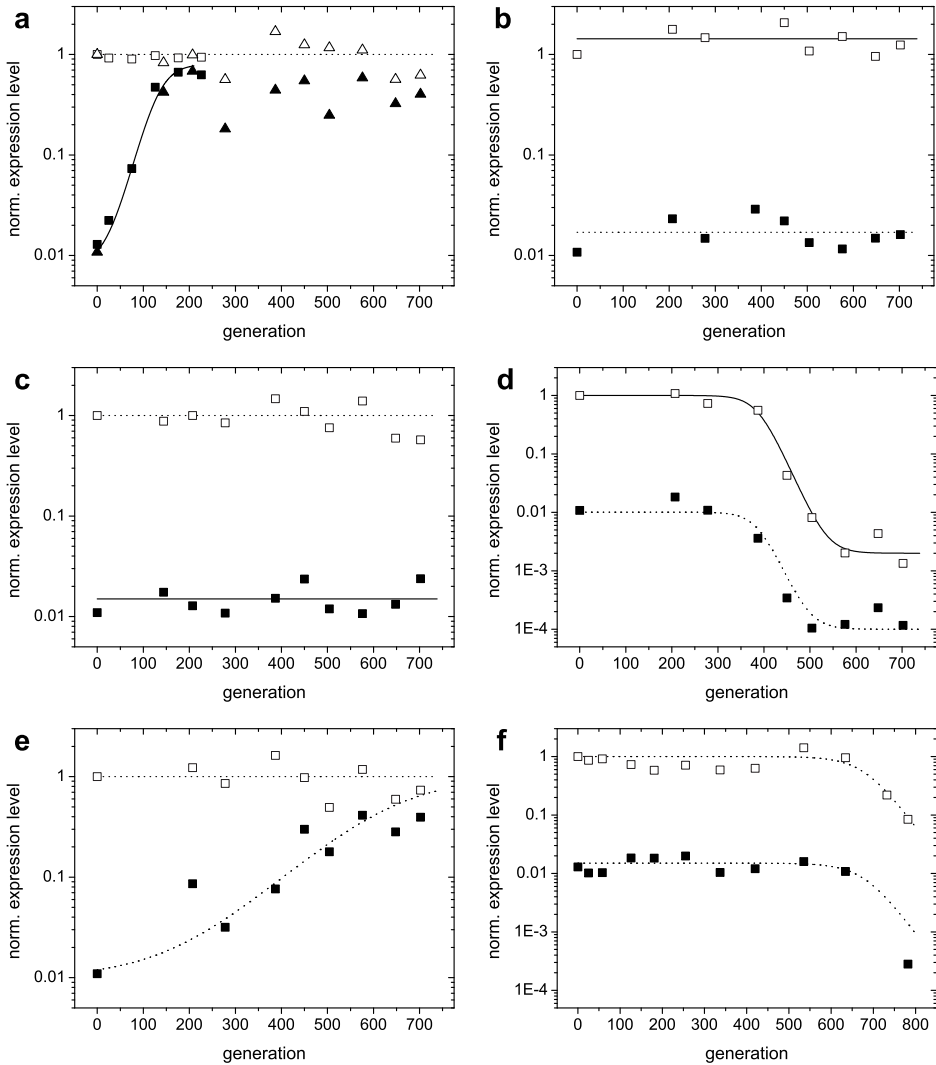 a
norm. expression level
1
0.1
0.01
0 100 200 300 400 500 600 700
generation
b
norm. expression level
1
0.1
0.01
0 100 200 300 400 500 600 700
generation
c
norm. expression level
1
0.1
0.01
0 100 200 300 400 500 600 700
generation
d
norm. expression level
1
0.1
0.01
1E-3
1E-4
0 100 200 300 400 500 600 700
generation
e
norm. expression level
1
0.1
0.01
0 100 200 300 400 500 600 700
generation
f
norm. expression level
1
0.1
0.01
1E-3
1E-4
0 100 200 300 400 500 600 700 800
generation